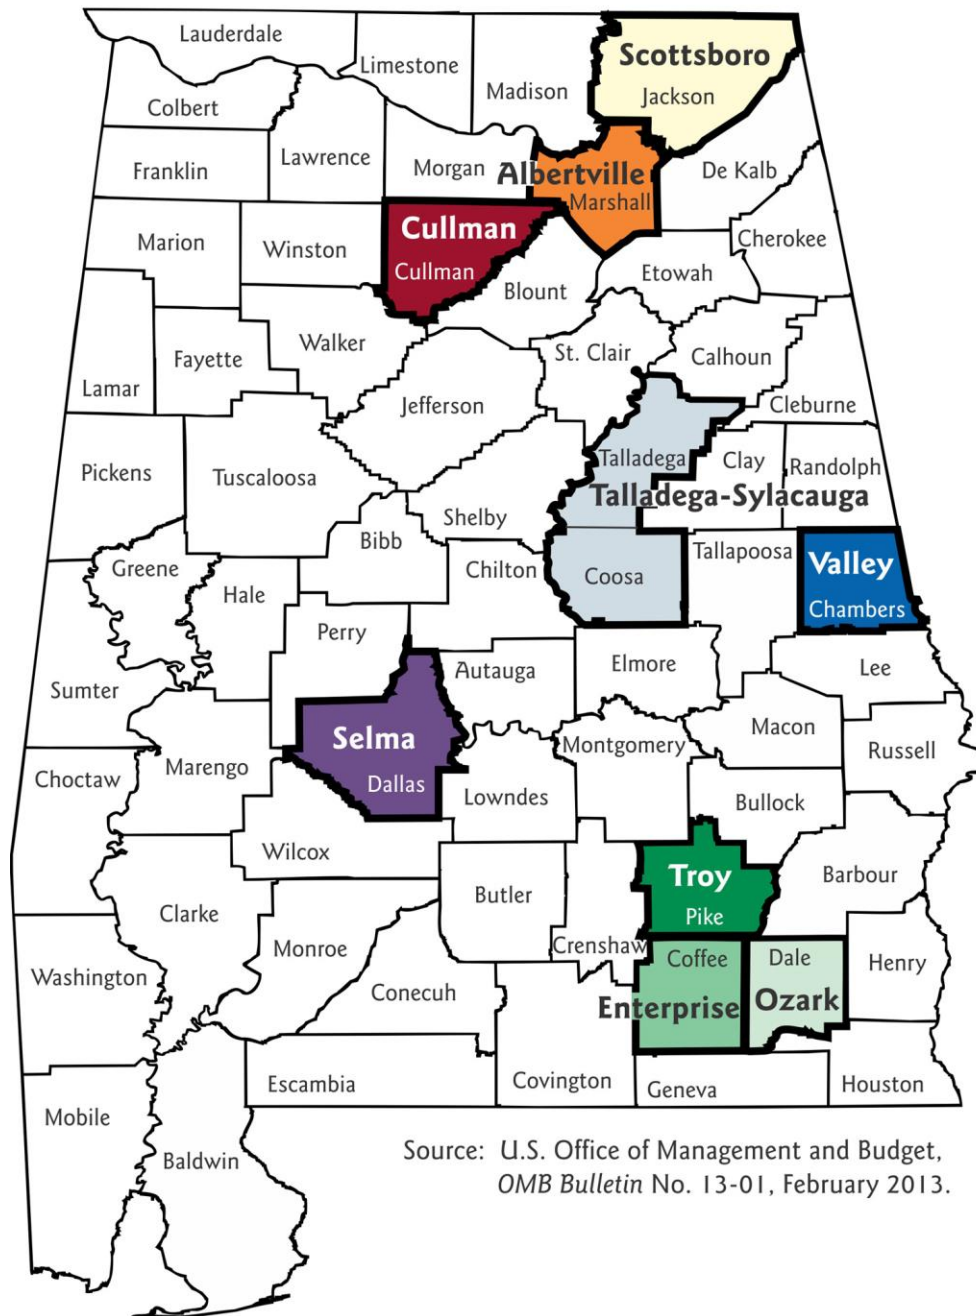 Lauderdale
Limestone
Madison
Scottsboro
Jackson
Colbert
Franklin
Lawrence
Morgan
Albertville
Marshall
De Kalb
Marion
Winston
Cullman
Cullman
Blount
Etowah
Cherokee
Lamar
Fayette
Walker
St. Clair
Calhoun
Jefferson
Cleburne
Pickens
Tuscaloosa
Talladega
Clay
Randolph
Talladega-Sylacauga
Shelby
Bibb
Greene
Hale
Chilton
Coosa
Tallapoosa
Valley
Chambers
Perry
Sumter
Autauga
Elmore
Lee
Selma
Dallas
Macon
Montgomery
Russell
Choctaw
Marengo
Lowndes
Bullock
Wilcox
Troy
Pike
Barbour
Butler
Clarke
Monroe
Crenshaw
Coffee
Dale
Henry
Washington
Conecuh
Enterprise
Ozark
Escambia
Covington
Geneva
Houston
Mobile
Baldwin
Source: U.S. Office of Management and Budget,
OMB Bulletin No. 13-01, February 2013.